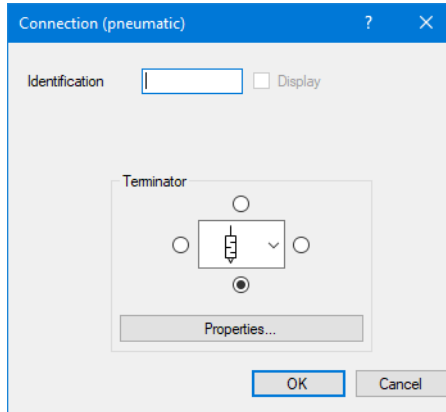 Connection (pneumatic) ?
Identification Display
Terminator
Properties...
OK Cancel